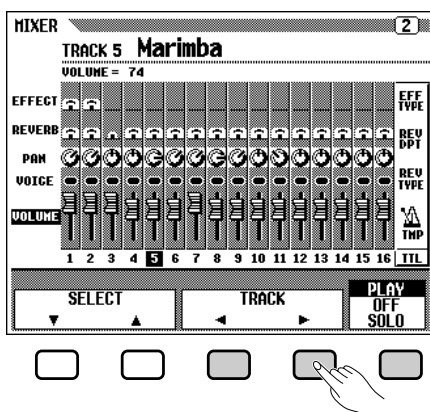 MIXER 2
TRACK 5 Marimba
VOLUME = 74
EFFECT EFF TYPE
REVERB REV DPT
PAN
VOICE REV TYPE
VOLUME TMP
1 2 3 4 5 6 7 8 9 10 11 12 13 14 15 16 TTL
SELECT TRACK PLAY
OFF
▼ ▲ ◄ ► SOLO